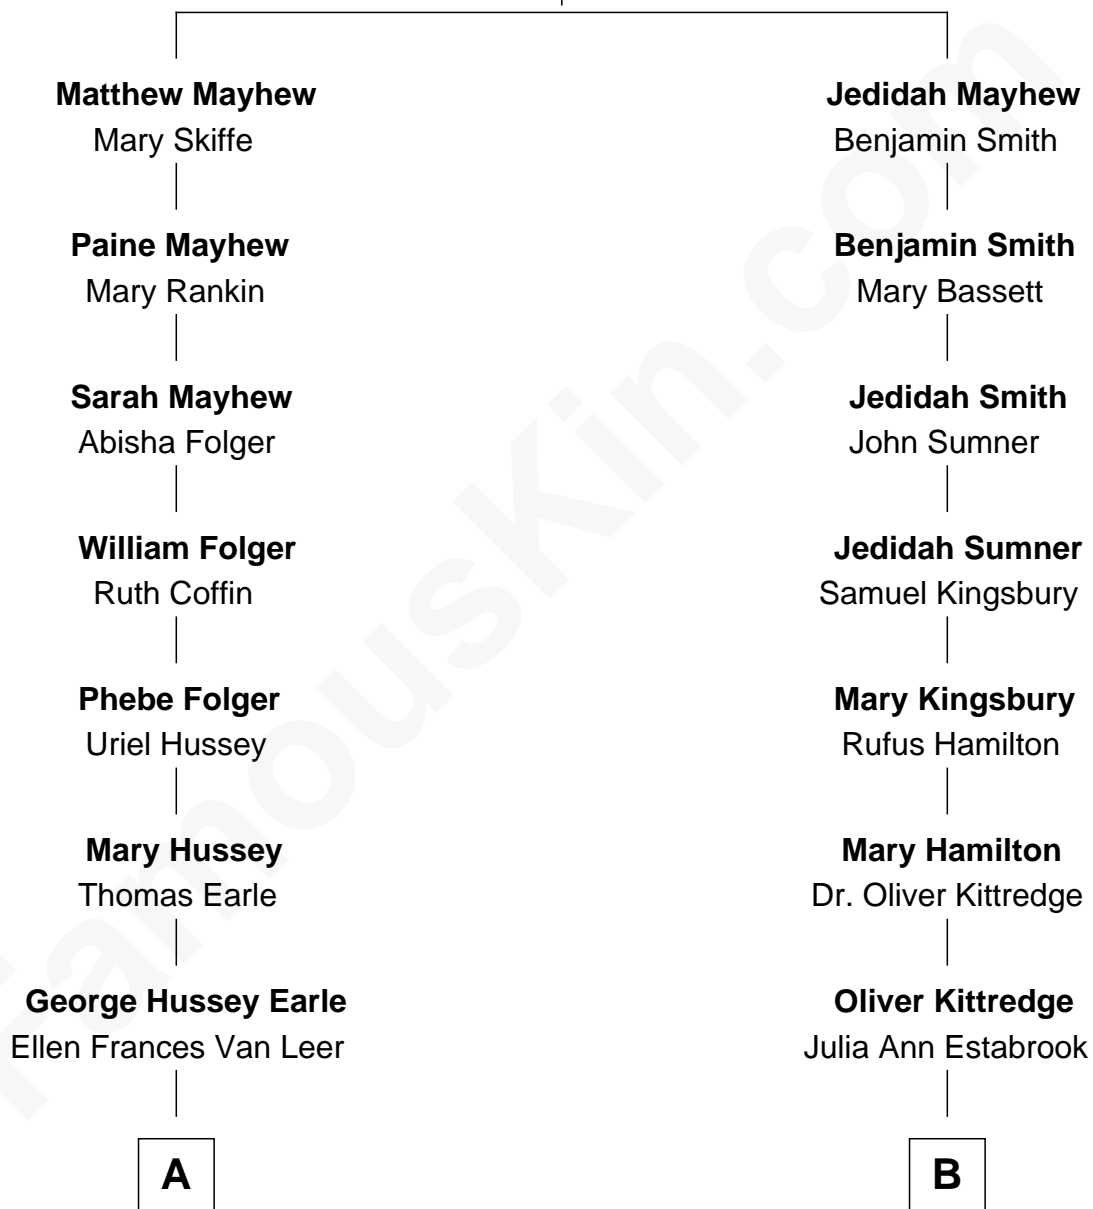 Matthew Mayhew
Mary Skiffe
Paine Mayhew
Mary Rankin
Sarah Mayhew
Abisha Folger
William Folger
Ruth Coffin
Phebe Folger
Uriel Hussey
Mary Hussey
Thomas Earle
George Hussey Earle
Ellen Frances Van Leer
A
Jedidah Mayhew
Benjamin Smith
Benjamin Smith
Mary Bassett
Jedidah Smith
John Sumner
Jedidah Sumner
Samuel Kingsbury
Mary Kingsbury
Rufus Hamilton
Mary Hamilton
Dr. Oliver Kittredge
Oliver Kittredge
Julia Ann Estabrook
B
FamousKin.com